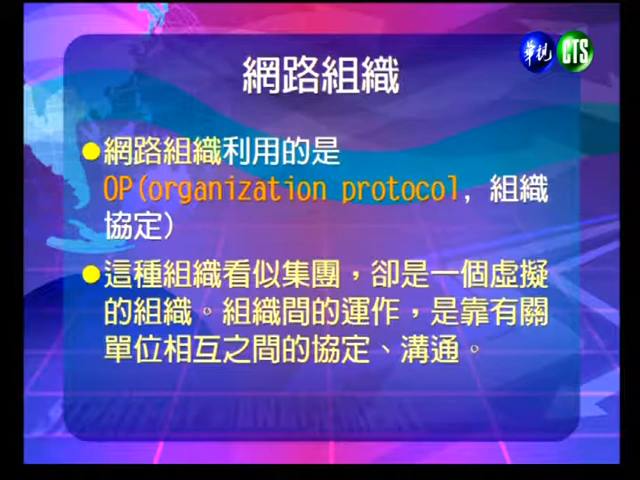 華視 CTS
網路組織
網路組織利用的是
OP(organization protocol, 組織
協定)
這種組織看似集團，卻是一個虛擬
的組織。組織間的運作，是靠有關
單位相互之間的協定、溝通。